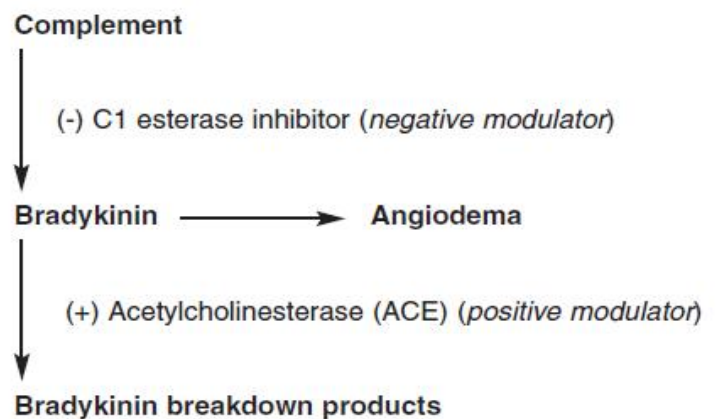 Complement
(-) C1 esterase inhibitor (negative modulator)
Bradykinin Angiodema
(+) Acetylcholinesterase (ACE) (positive modulator)
Bradykinin breakdown products